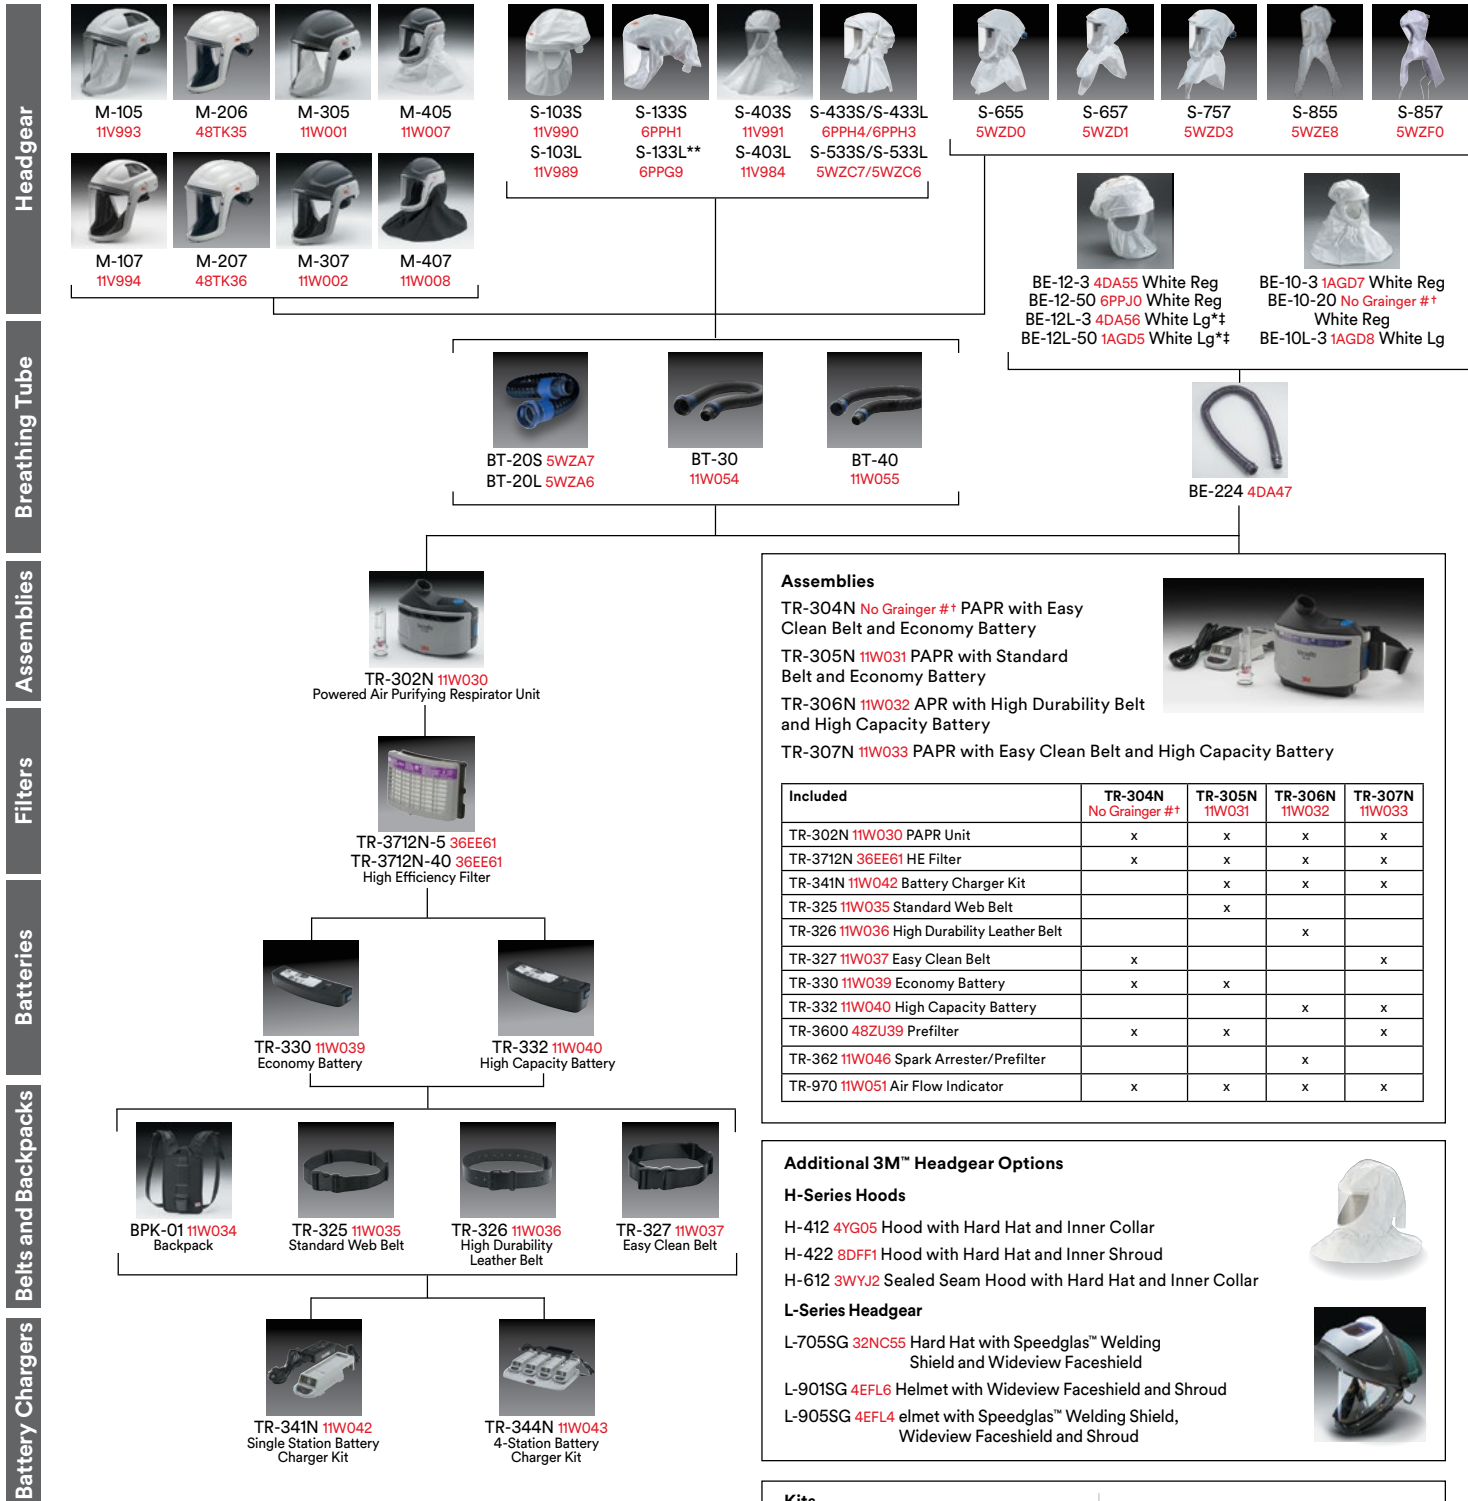 Headgear
M-105 M-206 M-305 M-405
11V993 48TK35 11W001 11W007
M-107 M-207 M-307 M-407
11V994 48TK36 11W002 11W008
S-103S S-133S S-403S S-433S/S-433L
11V990 6PPH1 11V991 6PPH4/6PPH3
S-103L S-133L** S-403L S-533S/S-533L
11V989 6PPG9 11V984 5WZC7/5WZC6
S-655 S-657 S-757 S-855 S-857
5WZD0 5WZD1 5WZD3 5WZE8 5WZF0
BE-12-3 4DA55 White Reg
BE-12-50 6PPJ0 White Reg
BE-12L-3 4DA56 White Lg*‡
BE-12L-50 1AGD5 White Lg*‡
BE-10-3 1AGD7 White Reg
BE-10-20 No Grainger #†
White Reg
BE-10L-3 1AGD8 White Lg
Breathing Tube
BT-20S 5WZA7
BT-20L 5WZA6
BT-30
11W054
BT-40
11W055
BE-224 4DA47
Assemblies
TR-302N 11W030
Powered Air Purifying Respirator Unit
Filters
TR-3712N-5 36EE61
TR-3712N-40 36EE61
High Efficiency Filter
Batteries
TR-330 11W039
Economy Battery
TR-332 11W040
High Capacity Battery
Belts and Backpacks
BPK-01 11W034
Backpack
TR-325 11W035
Standard Web Belt
TR-326 11W036
High Durability
Leather Belt
TR-327 11W037
Easy Clean Belt
Battery Chargers
TR-341N 11W042
Single Station Battery
Charger Kit
TR-344N 11W043
4-Station Battery
Charger Kit
Assemblies
TR-304N No Grainger #† PAPR with Easy
Clean Belt and Economy Battery
TR-305N 11W031 PAPR with Standard
Belt and Economy Battery
TR-306N 11W032 APR with High Durability Belt
and High Capacity Battery
TR-307N 11W033 PAPR with Easy Clean Belt and High Capacity Battery
Included TR-304N TR-305N TR-306N TR-307N
No Grainger #† 11W031 11W032 11W033
TR-302N 11W030 PAPR Unit x x x x
TR-3712N 36EE61 HE Filter x x x x
TR-341N 11W042 Battery Charger Kit x x x
TR-325 11W035 Standard Web Belt x
TR-326 11W036 High Durability Leather Belt x
TR-327 11W037 Easy Clean Belt x x
TR-330 11W039 Economy Battery x x
TR-332 11W040 High Capacity Battery x x
TR-3600 48ZU39 Prefilter x x x
TR-362 11W046 Spark Arrester/Prefilter x
TR-970 11W051 Air Flow Indicator x x x x
Additional 3M™ Headgear Options
H-Series Hoods
H-412 4YG05 Hood with Hard Hat and Inner Collar
H-422 8DFF1 Hood with Hard Hat and Inner Shroud
H-612 3WYJ2 Sealed Seam Hood with Hard Hat and Inner Collar
L-Series Headgear
L-705SG 32NC55 Hard Hat with Speedglas™ Welding
Shield and Wideview Faceshield
L-901SG 4EFL6 Helmet with Wideview Faceshield and Shroud
L-905SG 4EFL4 elmet with Speedglas™ Welding Shield,
Wideview Faceshield and Shroud
Kits